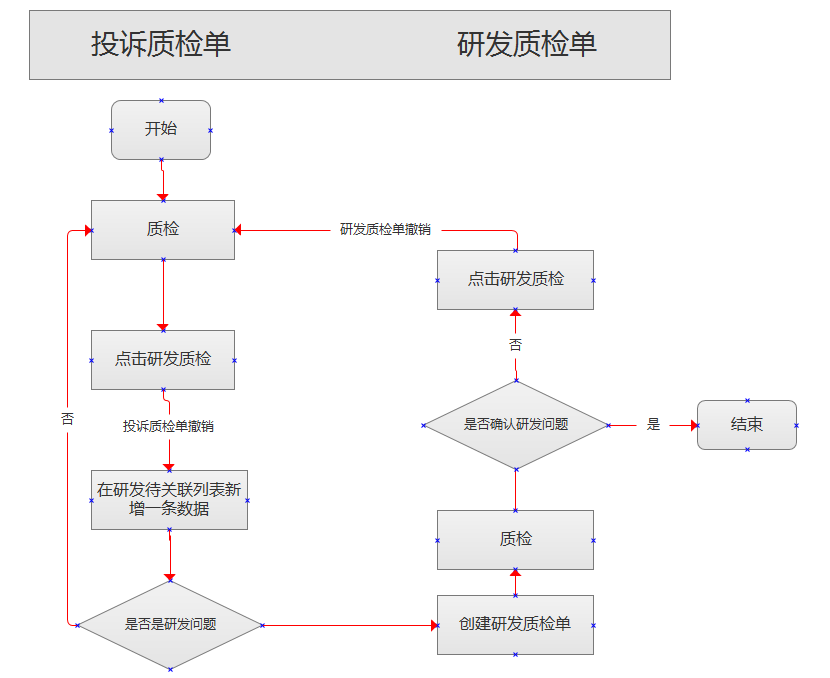 投诉质检单
研发质检单
开始
质检
研发质检单撤销
点击研发质检
点击研发质检
否
否
投诉质检单撤销
是否确认研发问题
是
结束
在研发待关联列表新
增一条数据
质检
是否是研发问题
创建研发质检单